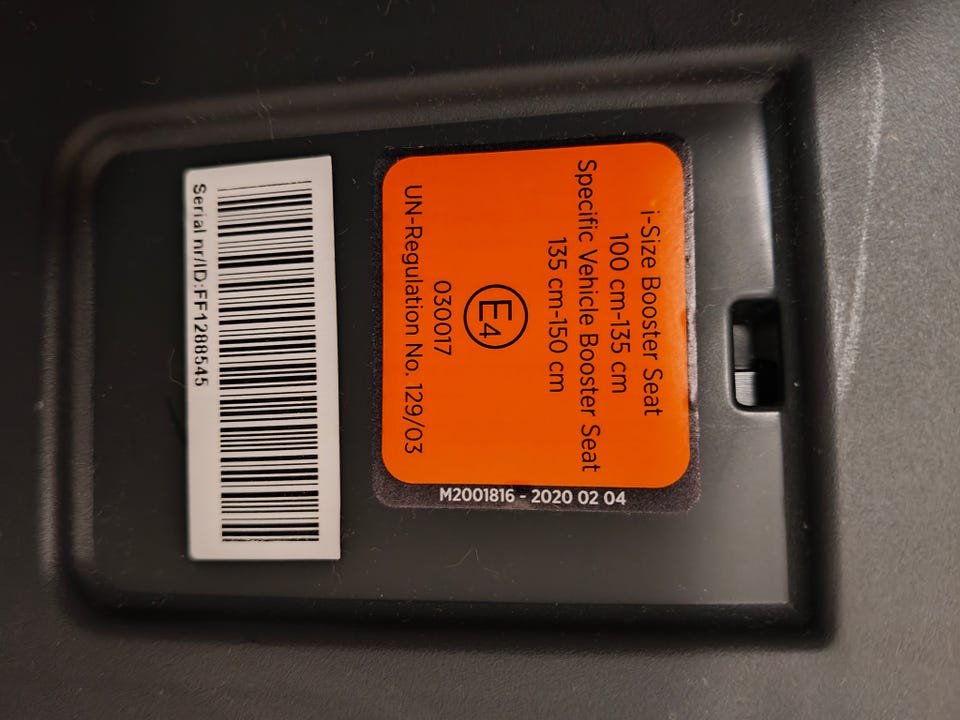 i-Size Booster Seat
100 cm-135 cm
Specific Vehicle Booster Seat
135 cm-150 cm
E4
030017
UN-Regulation No. 129/03
M2001816 - 2020 02 04
Serial nr/ID:FF1288545